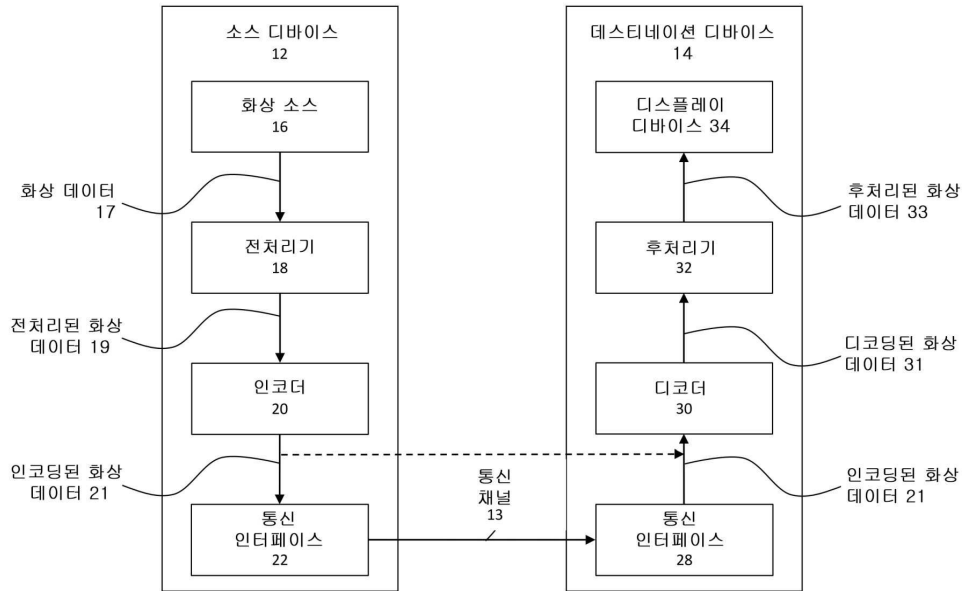 소스 디바이스
12
화상 소스
16
화상 데이터
17
전처리기
18
전처리된 화상
데이터 19
인코더
20
인코딩된 화상
데이터 21
통신
인터페이스
22
통신
채널
13
데스티네이션 디바이스
14
디스플레이
디바이스 34
후처리된 화상
데이터 33
후처리기
32
디코딩된 화상
데이터 31
디코더
30
인코딩된 화상
데이터 21
통신
인터페이스
28